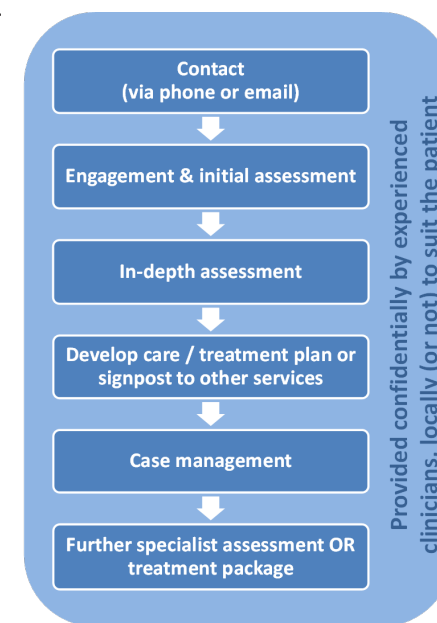 Contact
(via phone or email)
Engagement & initial assessment
In-depth assessment
Develop care / treatment plan or
signpost to other services
Case management
Further specialist assessment OR
treatment package
Provided confidentially by experienced
clinicians, locally (or not) to suit the patient